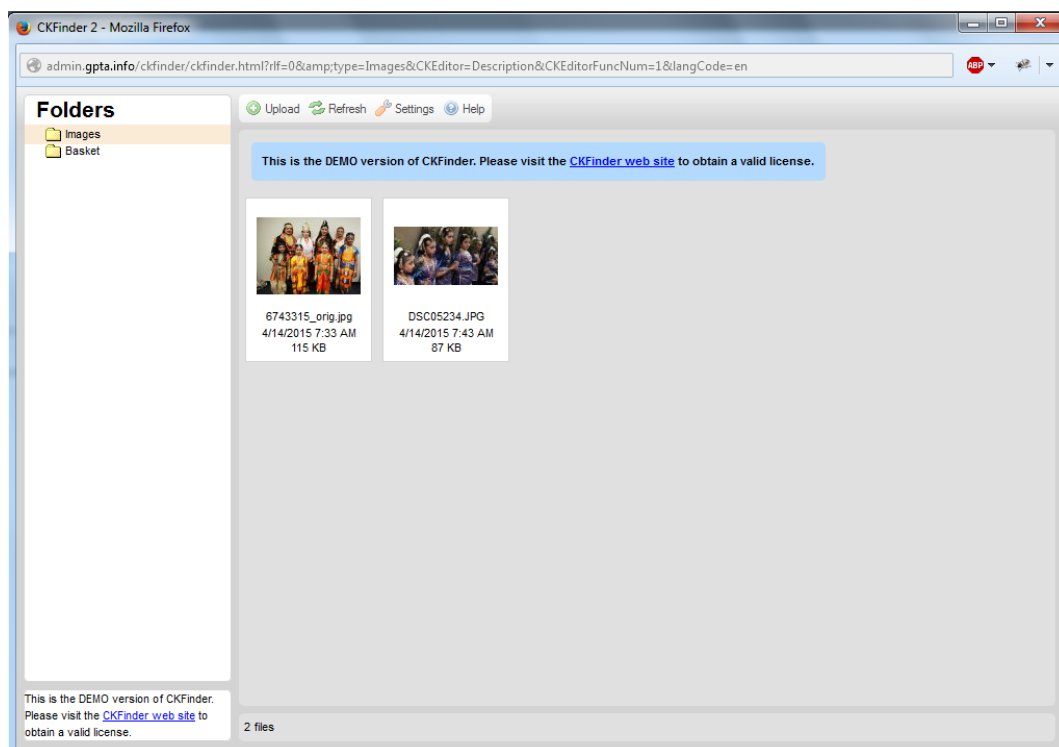 CKFinder 2 - Mozilla Firefox
admin.gpta.info/ckfinder/ckfinder.html?rlf=0&amp;type=Images&CKEditor=Description&CKEditorFuncNum=1&langCode=en
ABP
Folders
Images
Basket
Upload Refresh Settings Help
This is the DEMO version of CKFinder. Please visit the CKFinder web site to obtain a valid license.
6743315_orig.jpg
4/14/2015 7:33 AM
115 KB
DSC05234.JPG
4/14/2015 7:43 AM
87 KB
This is the DEMO version of CKFinder.
Please visit the CKFinder web site to
obtain a valid license.
2 files